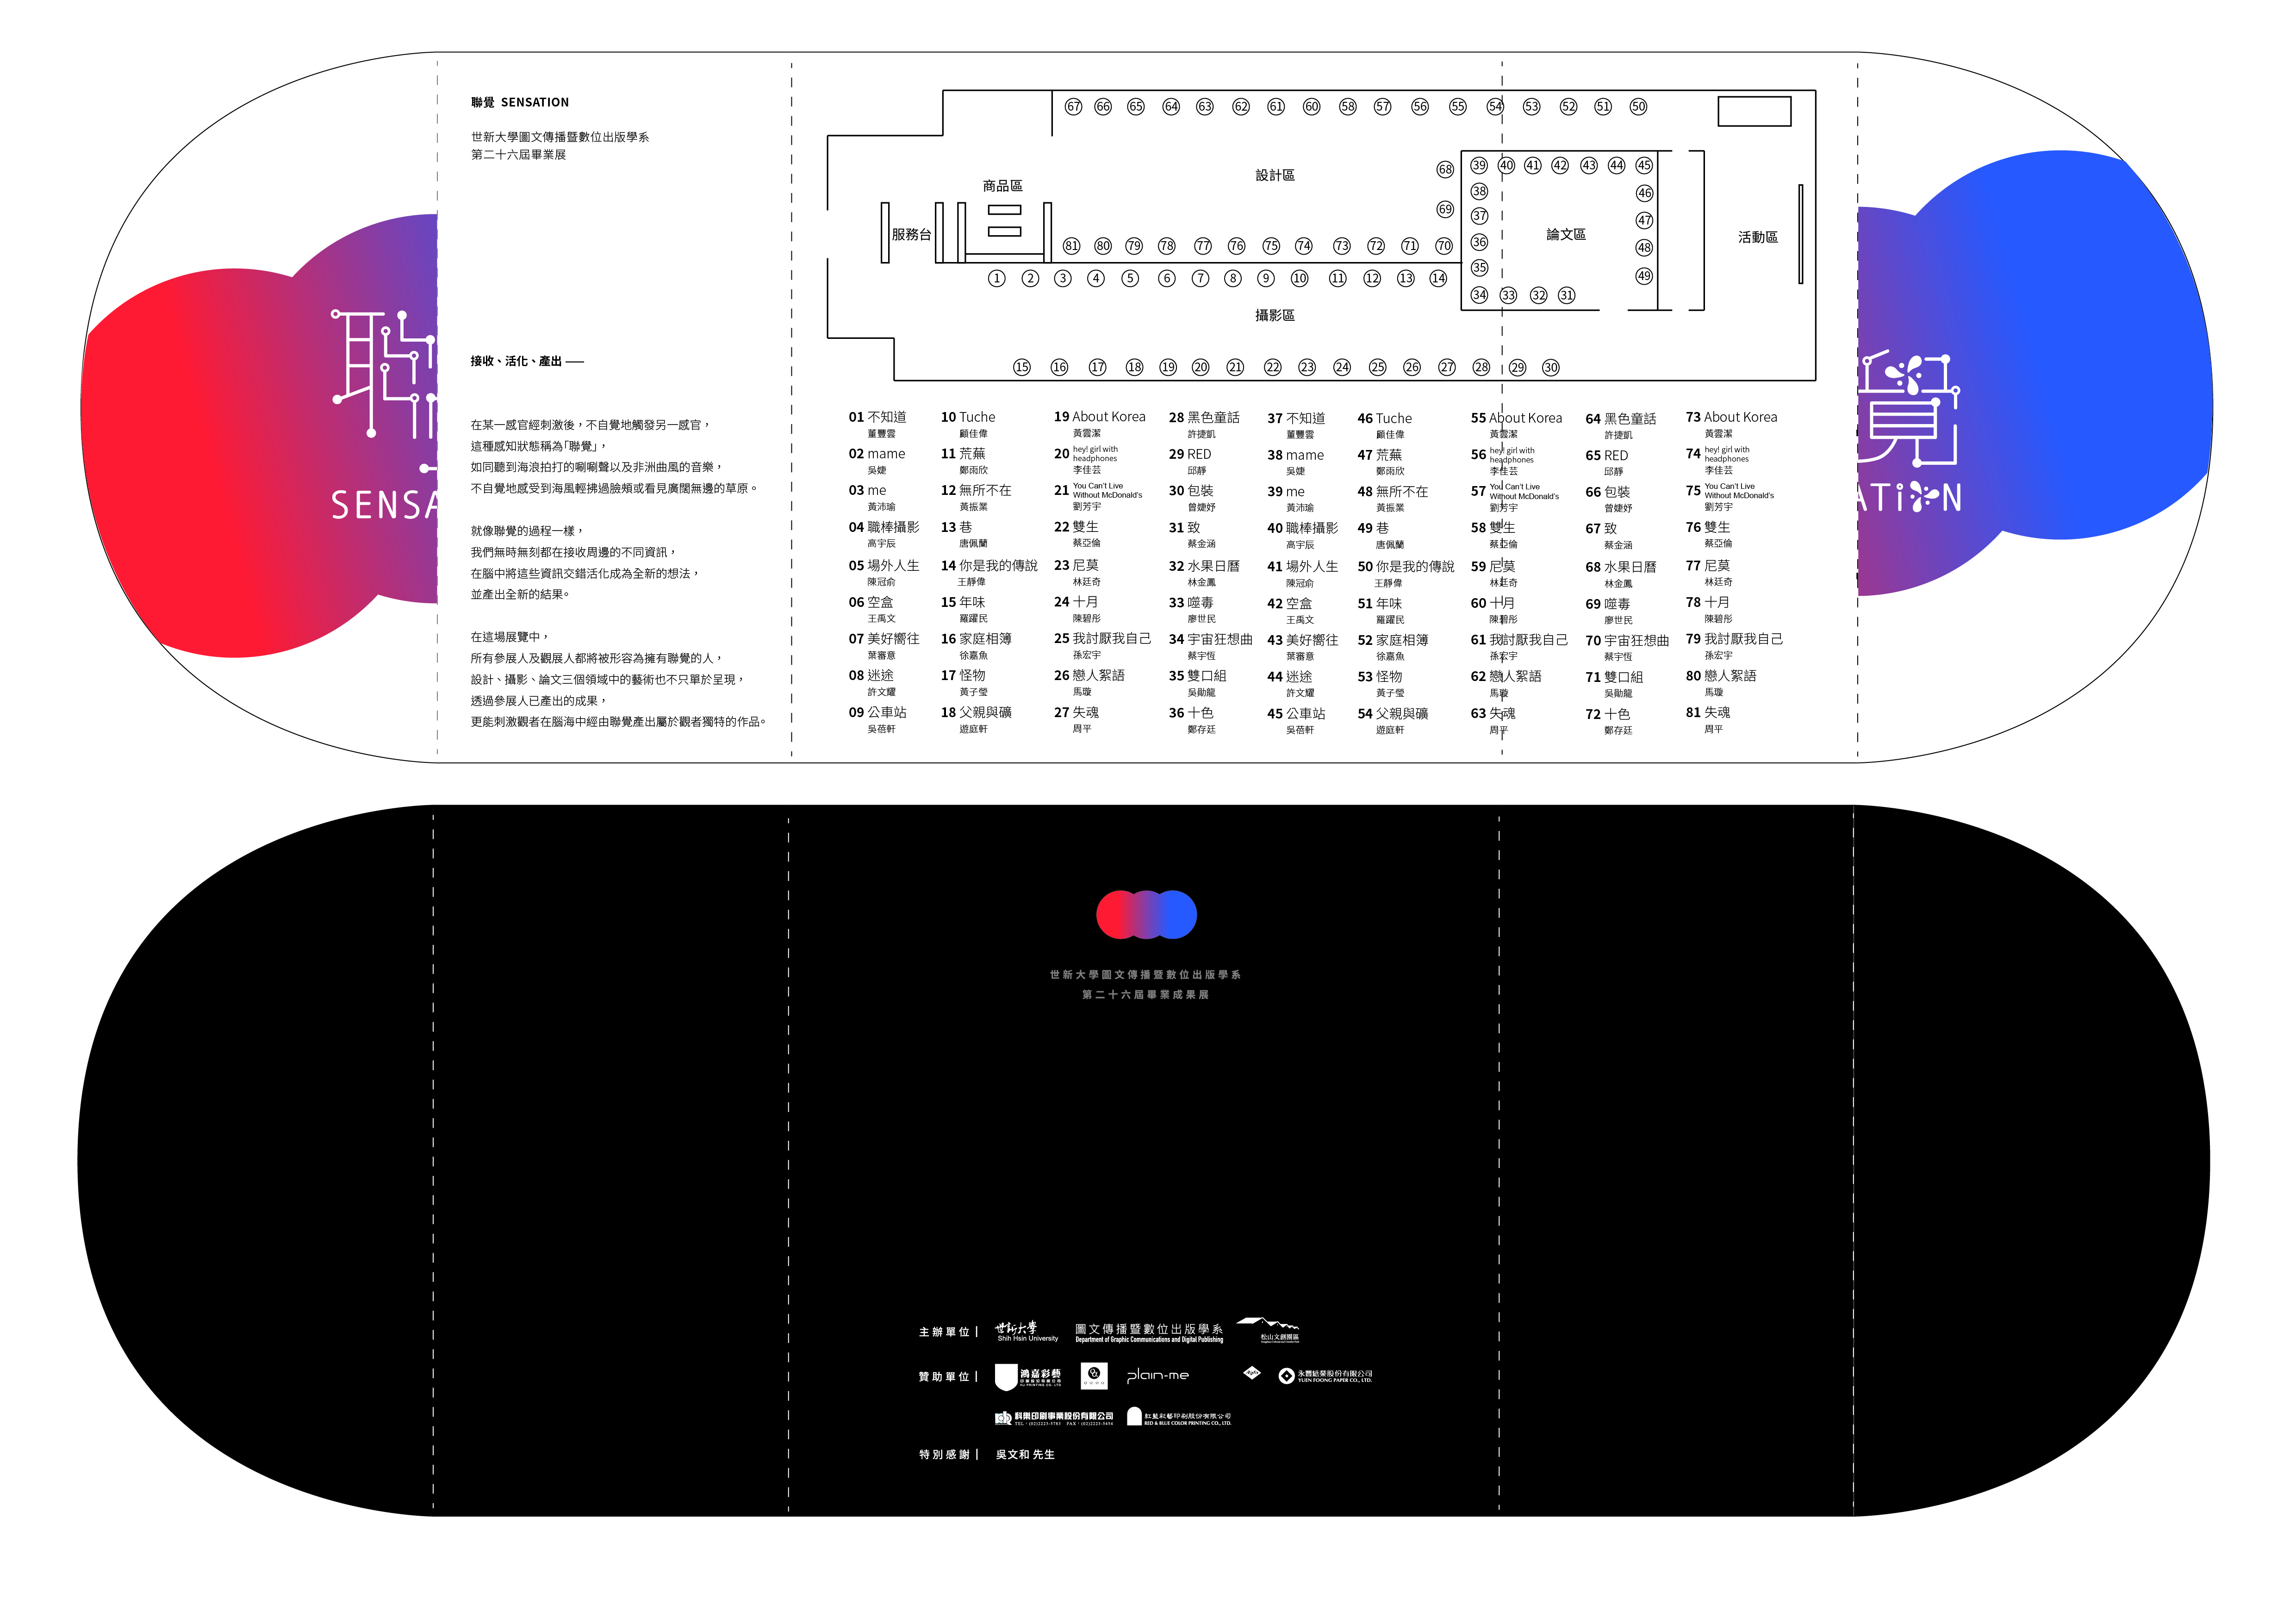 聯覺 SENSATION
世新大學圖文傳播暨數位出版學系
第二十六屆畢業展
接收、活化、產出 ——
在某一感官經刺激後，不自覺地觸發另一感官，
這種感知狀態稱為「聯覺」，
如同聽到海浪拍打的唰唰聲以及非洲曲風的音樂，
不自覺地感受到海風輕拂過臉頰或看見廣闊無邊的草原。
就像聯覺的過程一樣，
我們無時無刻都在接收周邊的不同資訊，
在腦中將這些資訊交錯活化成為全新的想法，
並產出全新的結果。
在這場展覽中，
所有參展人及觀展人都將被形容為擁有聯覺的人，
設計、攝影、論文三個領域中的藝術也不只單於呈現，
透過參展人已產出的成果，
更能刺激觀者在腦海中經由聯覺產出屬於觀者獨特的作品。
聯
SENSA
67 66 65 64 63 62 61 60 58 57 56 55 54 53 52 51 50
設計區
商品區
服務台
68
69
39 40 41 42 43 44 45
38
37
36
35
34 33 32 31
46
47
48
49
論文區
活動區
81 80 79 78 77 76 75 74 73 72 71 70
1 2 3 4 5 6 7 8 9 10 11 12 13 14
攝影區
15 16 17 18 19 20 21 22 23 24 25 26 27 28 29 30
01 不知道
董豐雲
02 mame
吳婕
03 me
黃沛瑜
04 職棒攝影
高宇辰
05 場外人生
陳冠俞
06 空盒
王禹文
07 美好嚮往
葉審意
08 迷途
許文耀
09 公車站
吳蓓軒
10 Tuche
顧佳偉
11 荒蕪
鄭雨欣
12 無所不在
黃振業
13 巷
唐佩蘭
14 你是我的傳說
王靜偉
15 年味
羅躍民
16 家庭相簿
徐嘉魚
17 怪物
黃子瑩
18 父親與礦
遊庭軒
19 About Korea
黃雲潔
20 hey! girl with
headphones
李佳芸
21 You Can't Live
Without McDonald's
劉芳宇
22 雙生
蔡亞倫
23 尼莫
林廷奇
24 十月
陳碧彤
25 我討厭我自己
孫宏宇
26 戀人絮語
馬璇
27 失魂
周平
28 黑色童話
許捷凱
29 RED
邱靜
30 包裝
曾婕妤
31 致
蔡金涵
32 水果日曆
林金鳳
33 噬毒
廖世民
34 宇宙狂想曲
蔡宇恆
35 雙口組
吳勛龍
36 十色
鄭存廷
37 不知道
董豐雲
38 mame
吳婕
39 me
黃沛瑜
40 職棒攝影
高宇辰
41 場外人生
陳冠俞
42 空盒
王禹文
43 美好嚮往
葉審意
44 迷途
許文耀
45 公車站
吳蓓軒
46 Tuche
顧佳偉
47 荒蕪
鄭雨欣
48 無所不在
黃振業
49 巷
唐佩蘭
50 你是我的傳說
王靜偉
51 年味
羅躍民
52 家庭相簿
徐嘉魚
53 怪物
黃子瑩
54 父親與礦
遊庭軒
55 About Korea
黃雲潔
56 hey! girl with
headphones
李佳芸
57 You Can't Live
Without McDonald's
劉芳宇
58 雙生
蔡亞倫
59 尼莫
林廷奇
60 十月
陳碧彤
61 我討厭我自己
孫宏宇
62 戀人絮語
馬璇
63 失魂
周平
64 黑色童話
許捷凱
65 RED
邱靜
66 包裝
曾婕妤
67 致
蔡金涵
68 水果日曆
林金鳳
69 噬毒
廖世民
70 宇宙狂想曲
蔡宇恆
71 雙口組
吳勛龍
72 十色
鄭存廷
73 About Korea
黃雲潔
74 hey! girl with
headphones
李佳芸
75 You Can't Live
Without McDonald's
劉芳宇
76 雙生
蔡亞倫
77 尼莫
林廷奇
78 十月
陳碧彤
79 我討厭我自己
孫宏宇
80 戀人絮語
馬璇
81 失魂
周平
覺
ATiON
世新大學圖文傳播暨數位出版學系
第二十六屆畢業成果展
主辦單位 |
世新大學
Shih Hsin University
圖文傳播暨數位出版學系
Department of Graphic Communications and Digital Publishing
松山文創園區
贊助單位 |
鴻嘉彩藝
plain-me
永豐紙業股份有限公司
YUEN FOONG PAPER CO., LTD.
科樂印刷事業股份有限公司
TEL：(02)2223-5783 FAX：(02)2223-5694
紅藍彩藝印刷股份有限公司
RED & BLUE COLOR PRINTING CO., LTD.
特別感謝 | 吳文和 先生